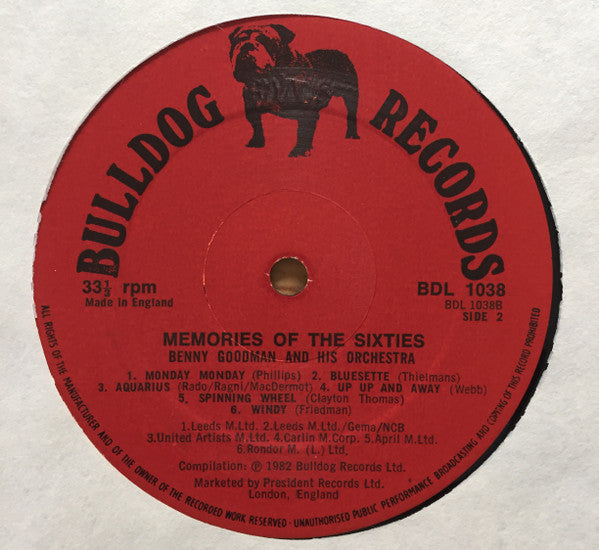 BULLDOG RECORDS
33⅓ rpm
Made in England
BDL 1038
BDL 1038B
SIDE 2
MEMORIES OF THE SIXTIES
BENNY GOODMAN AND HIS ORCHESTRA
1. MONDAY MONDAY (Phillips) 2. BLUESETTE (Thielmans)
3. AQUARIUS (Rado/Ragni/MacDermot) 4. UP UP AND AWAY (Webb)
5. SPINNING WHEEL (Clayton Thomas)
6. WINDY (Friedman)
1.Leeds M.Ltd. 2.Leeds M.Ltd./Gema/NCB
3.United Artists M.Ltd. 4.Carlin M.Corp. 5.April M.Ltd.
6.Rondor M. (L.) Ltd.
Compilation: ℗ 1982 Bulldog Records Ltd.
Marketed by President Records Ltd.
London, England
ALL RIGHTS OF THE MANUFACTURER AND OF THE OWNER OF THE RECORDED WORK RESERVED - UNAUTHORISED PUBLIC PERFORMANCE BROADCASTING AND COPYING OF THIS RECORD PROHIBITED